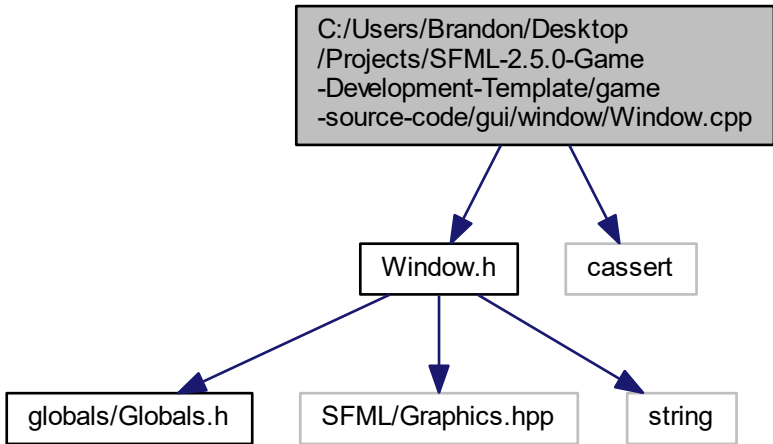 C:/Users/Brandon/Desktop
/Projects/SFML-2.5.0-Game
-Development-Template/game
-source-code/gui/window/Window.cpp
Window.h
cassert
globals/Globals.h
SFML/Graphics.hpp
string